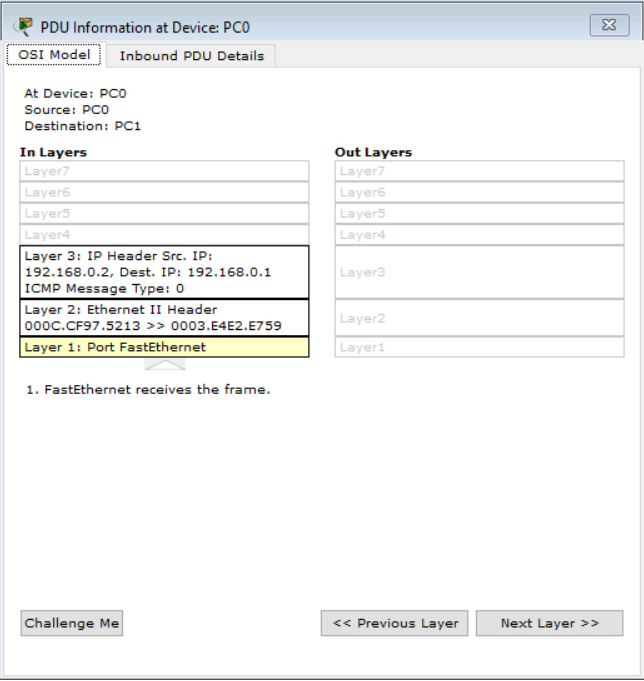 PDU Information at Device: PC0
OSI Model
Inbound PDU Details
At Device: PC0
Source: PC0
Destination: PC1
In Layers
Layer7
Layer6
Layer5
Layer4
Layer 3: IP Header Src. IP:
192.168.0.2, Dest. IP: 192.168.0.1
ICMP Message Type: 0
Layer 2: Ethernet II Header
000C.CF97.5213 >> 0003.E4E2.E759
Layer 1: Port FastEthernet
Out Layers
Layer7
Layer6
Layer5
Layer4
Layer3
Layer2
Layer1
1. FastEthernet receives the frame.
Challenge Me
<< Previous Layer
Next Layer >>